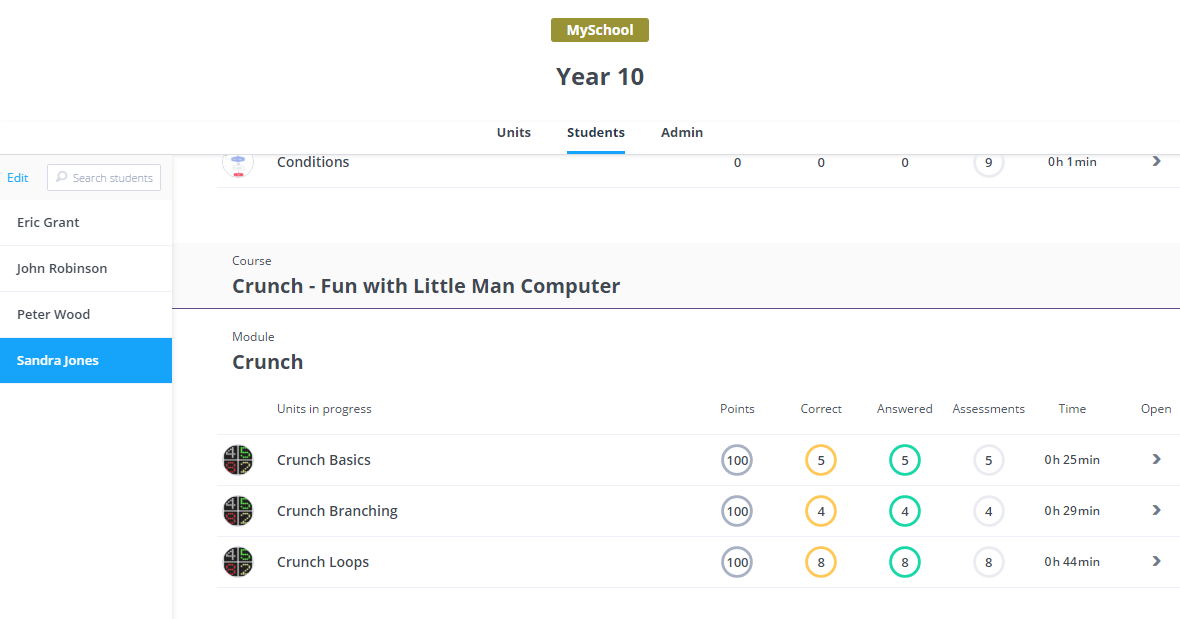 MySchool
Year 10
Units Students Admin
Edit Search students
Eric Grant
John Robinson
Peter Wood
Sandra Jones
Conditions 0 0 0 9 0h 1min
Course
Crunch - Fun with Little Man Computer
Module
Crunch
Units in progress Points Correct Answered Assessments Time Open
Crunch Basics 100 5 5 5 0h 25min
Crunch Branching 100 4 4 4 0h 29min
Crunch Loops 100 8 8 8 0h 44min